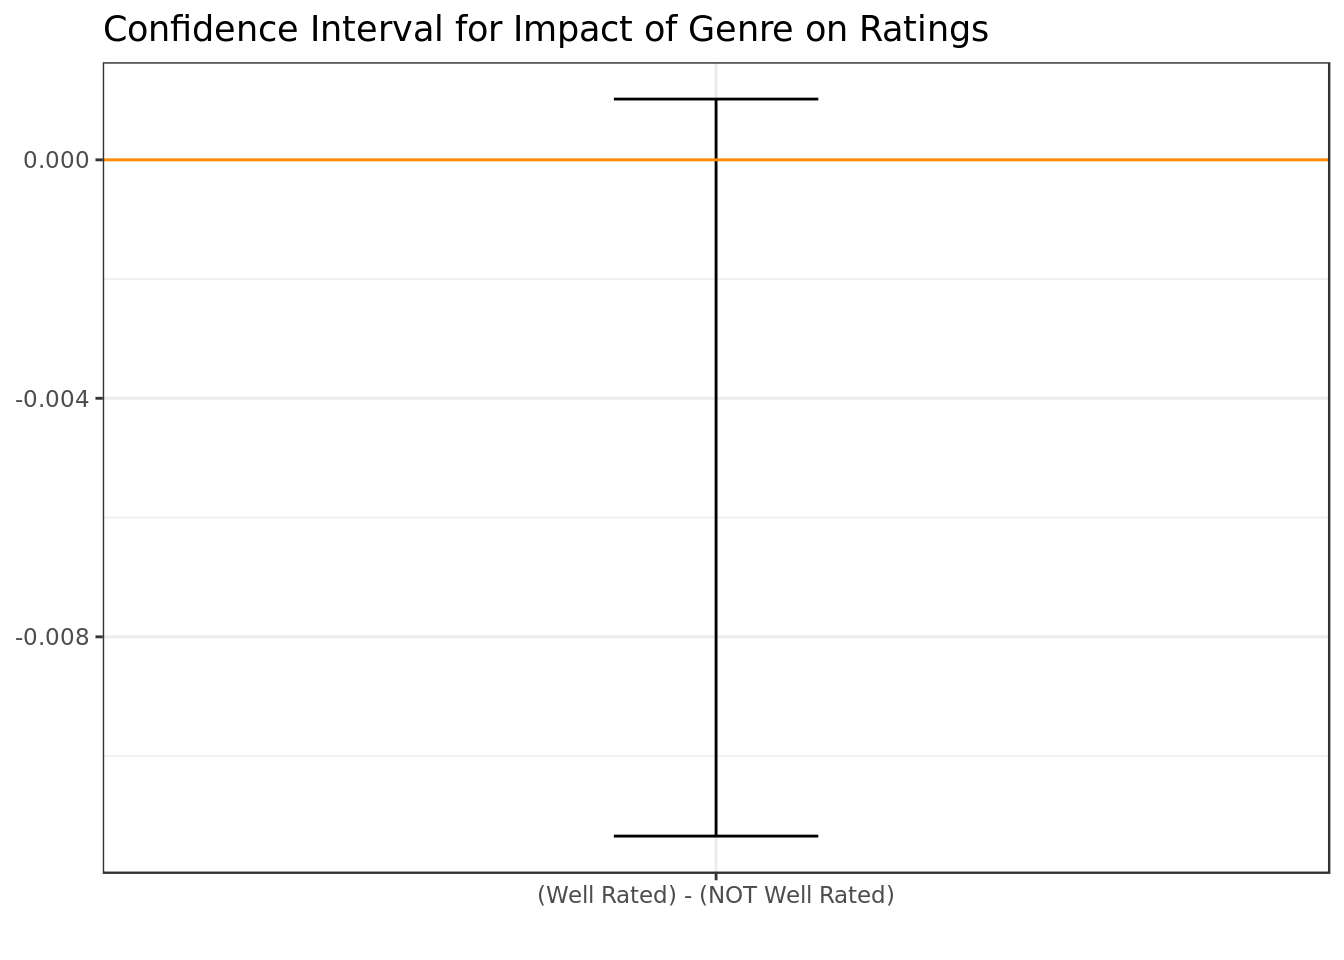 Confidence Interval for Impact of Genre on Ratings
0.000
-0.004
-0.008
(Well Rated) - (NOT Well Rated)